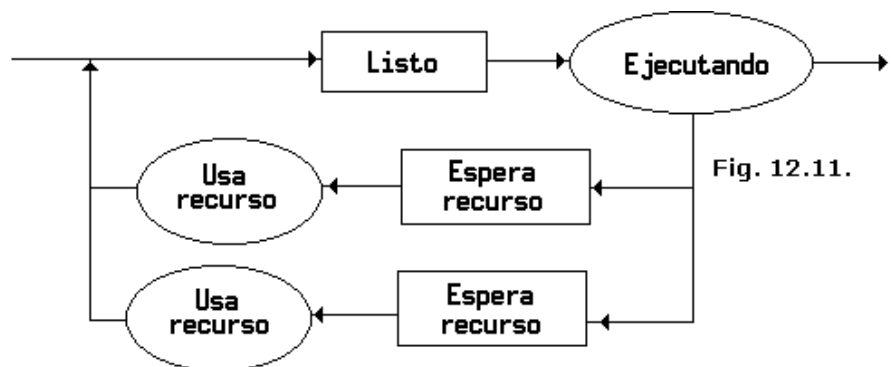 Listo
Ejecutando
Usa
recurso
Espera
recurso
Fig. 12.11.
Usa
recurso
Espera
recurso